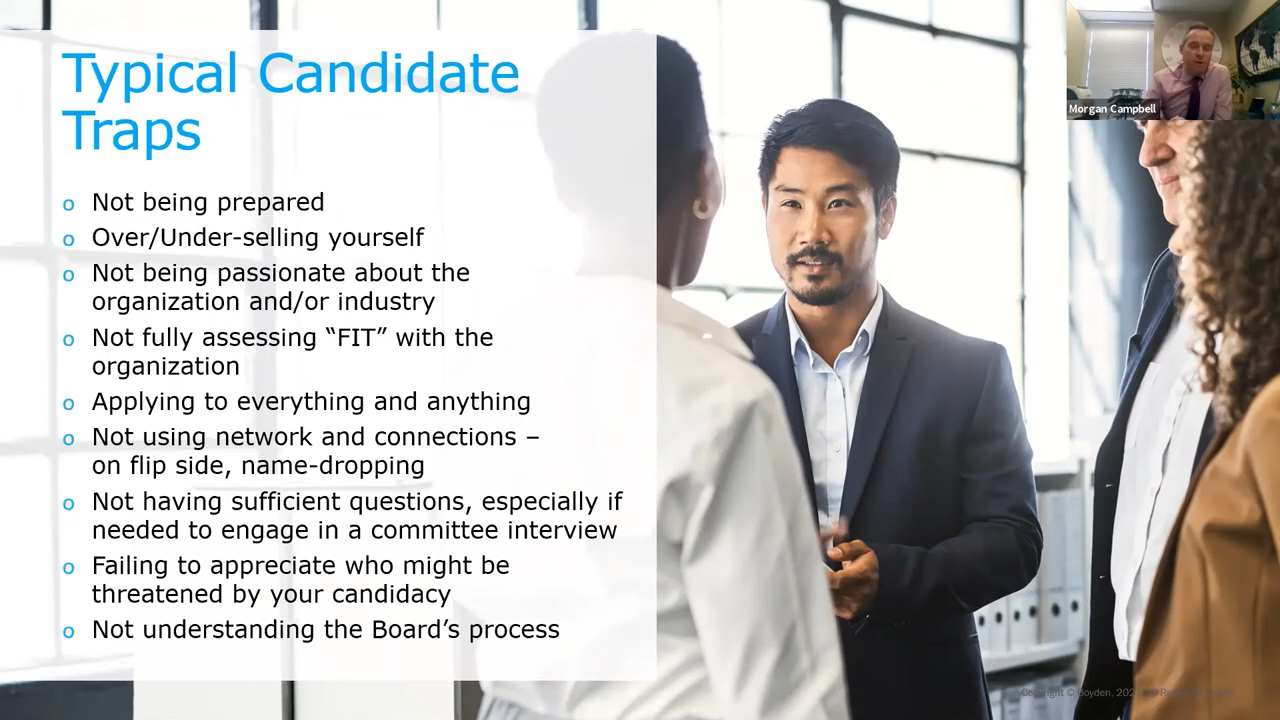 Typical Candidate
Traps
o Not being prepared
o Over/Under-selling yourself
o Not being passionate about the
organization and/or industry
o Not fully assessing “FIT” with the
organization
o Applying to everything and anything
o Not using network and connections –
on flip side, name-dropping
o Not having sufficient questions, especially if
needed to engage in a committee interview
o Failing to appreciate who might be
threatened by your candidacy
o Not understanding the Board’s process
Morgan Campbell
Copyright © Boyden,